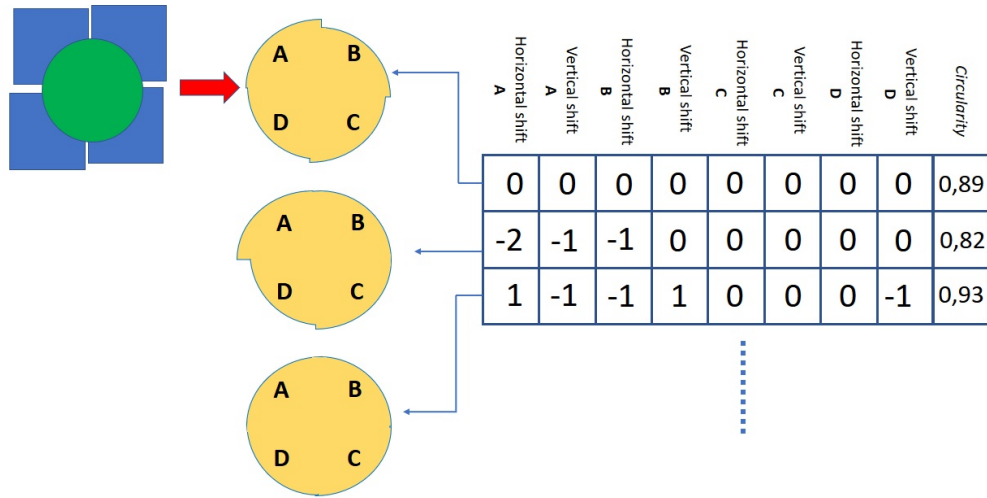 A B
D C
A B
D C
A B
D C
Horizontal shift
A
Vertical shift
A
Horizontal shift
B
Vertical shift
B
Horizontal shift
C
Vertical shift
C
Horizontal shift
D
Vertical shift
D
Circularity
0 0 0 0 0 0 0 0 0,89
-2 -1 -1 0 0 0 0 0 0,82
1 -1 -1 1 0 0 0 -1 0,93